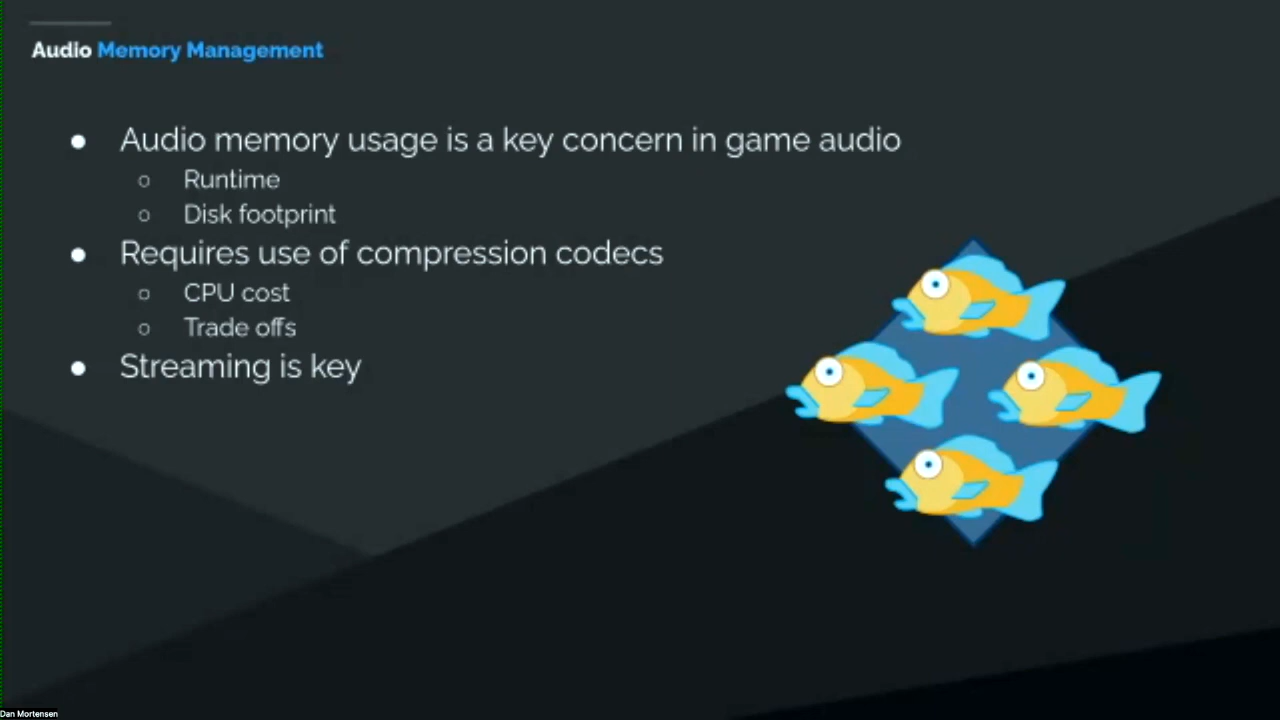 Audio Memory Management
● Audio memory usage is a key concern in game audio
○ Runtime
○ Disk footprint
● Requires use of compression codecs
○ CPU cost
○ Trade offs
● Streaming is key
Dan Mortensen